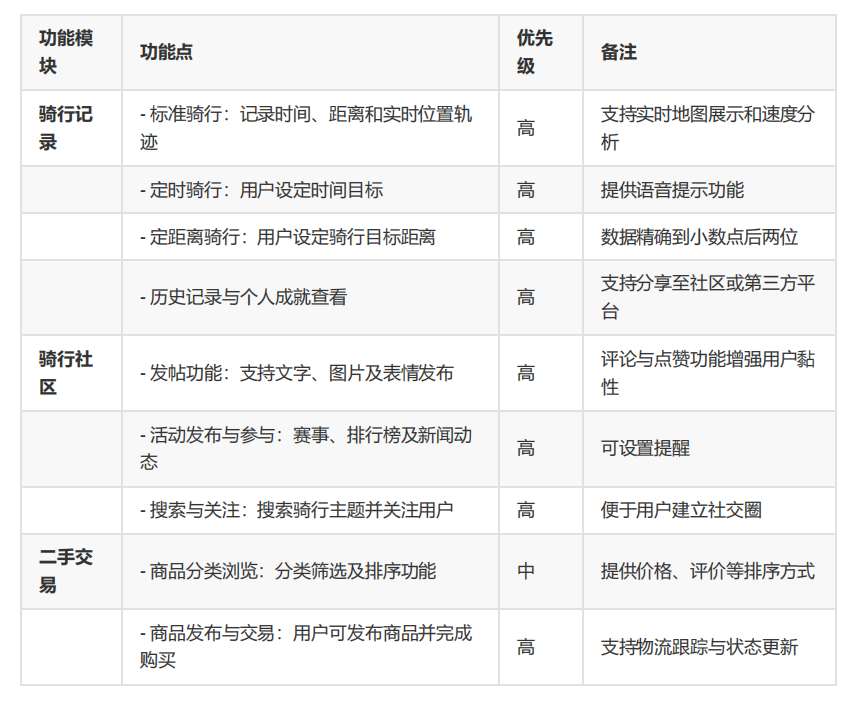 功能模
块
功能点
优先
级
备注
骑行记
录
- 标准骑行：记录时间、距离和实时位置轨
迹
高
支持实时地图展示和速度分
析
- 定时骑行：用户设定时间目标
高
提供语音提示功能
- 定距离骑行：用户设定骑行目标距离
高
数据精确到小数点后两位
- 历史记录与个人成就查看
高
支持分享至社区或第三方平
台
骑行社
区
- 发帖功能：支持文字、图片及表情发布
高
评论与点赞功能增强用户黏
性
- 活动发布与参与：赛事、排行榜及新闻动
态
高
可设置提醒
- 搜索与关注：搜索骑行主题并关注用户
高
便于用户建立社交圈
二手交
易
- 商品分类浏览：分类筛选及排序功能
中
提供价格、评价等排序方式
- 商品发布与交易：用户可发布商品并完成
购买
高
支持物流跟踪与状态更新